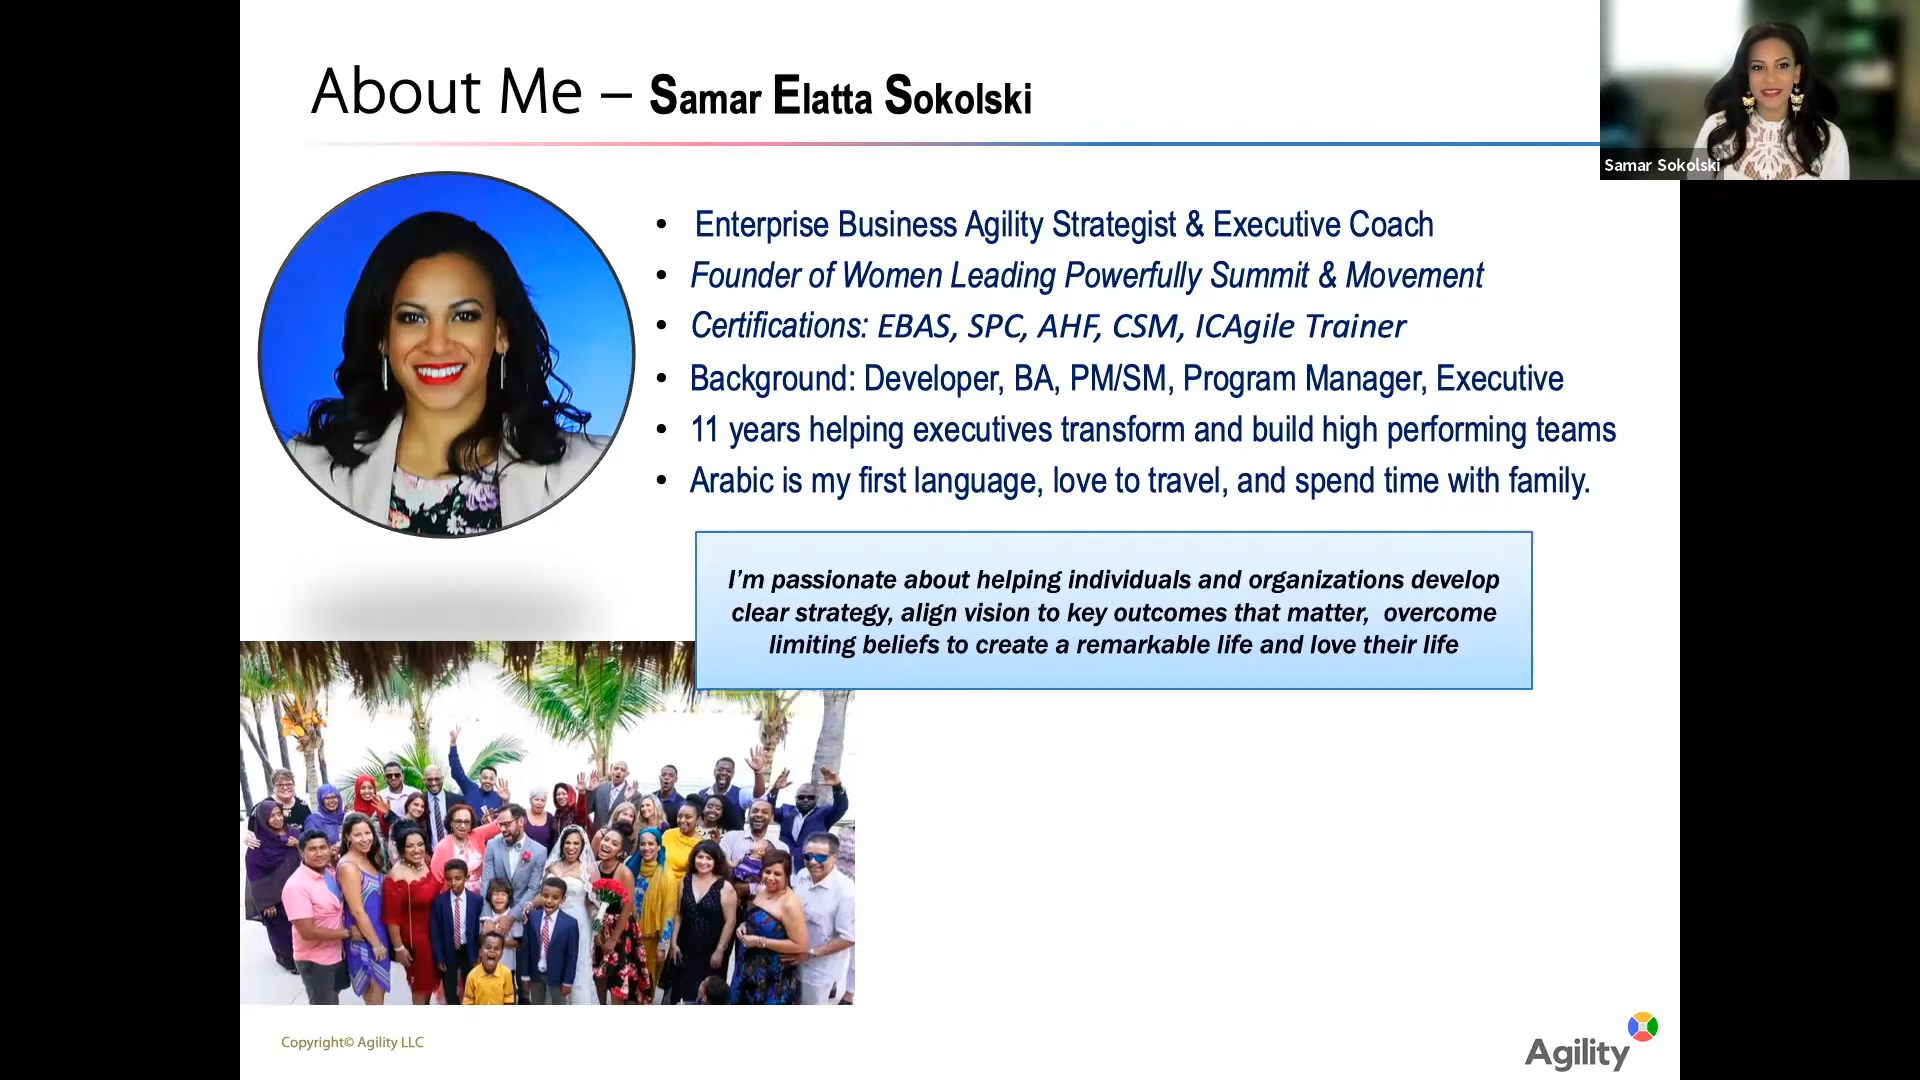 About Me – Samar Elatta Sokolski
Samar Sokolski
• Enterprise Business Agility Strategist & Executive Coach
• Founder of Women Leading Powerfully Summit & Movement
• Certifications: EBAS, SPC, AHF, CSM, ICAgile Trainer
• Background: Developer, BA, PM/SM, Program Manager, Executive
• 11 years helping executives transform and build high performing teams
• Arabic is my first language, love to travel, and spend time with family.
I'm passionate about helping individuals and organizations develop
clear strategy, align vision to key outcomes that matter,  overcome
limiting beliefs to create a remarkable life and love their life
Copyright© Agility LLC
Agility